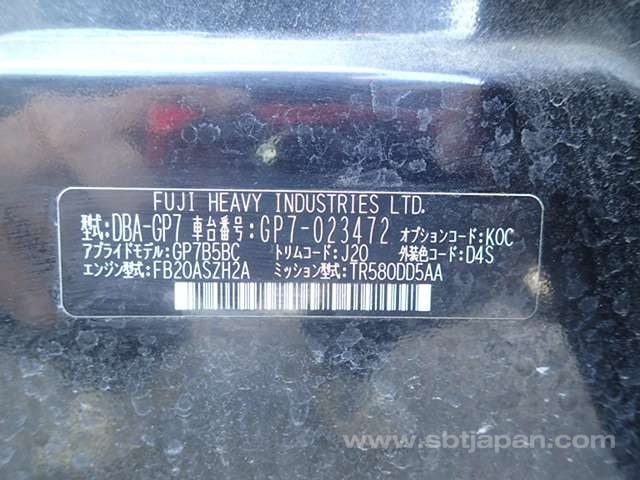 FUJI HEAVY INDUSTRIES LTD.
型式:DBA-GP7 車台番号:GP7-023472 オプションコード:KOC
アプライドモデル:GP7B5BC トリムコード:J20 外装色コード:D4S
エンジン型式:FB20ASZH2A ミッション型式:TR580DD5AA
www.sbtjapan.com